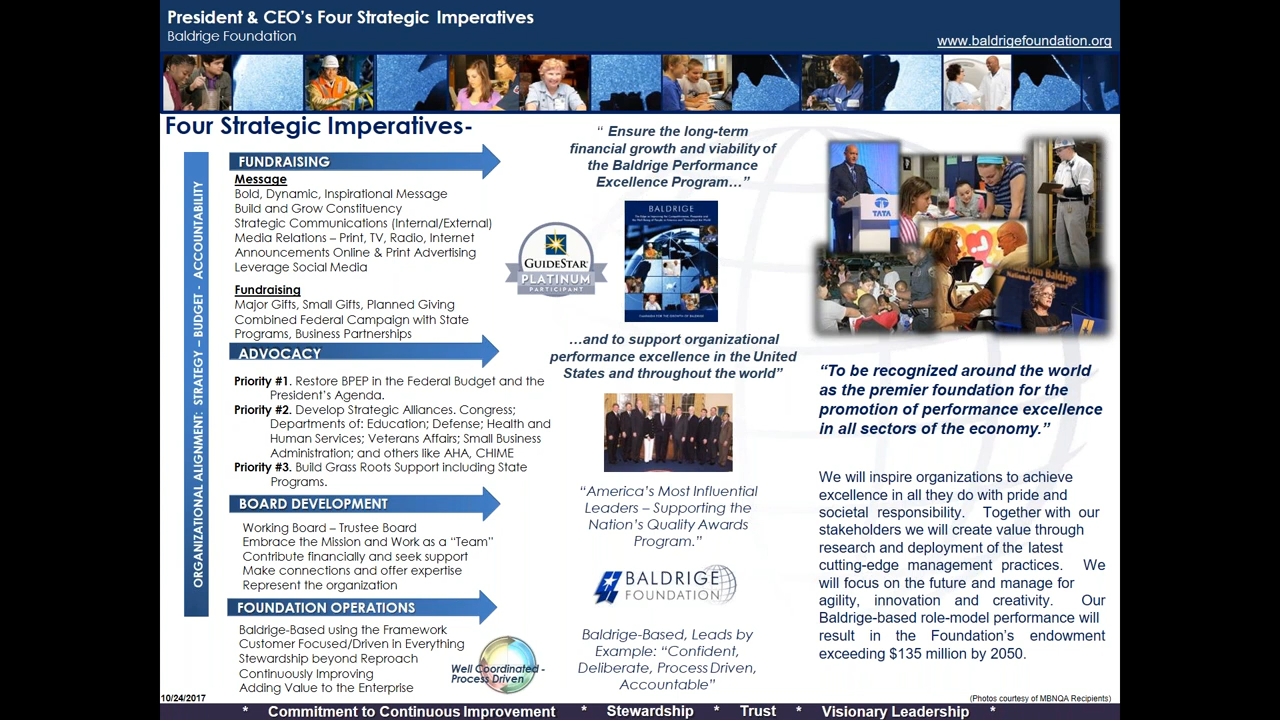 President & CEO's Four Strategic Imperatives
Baldrige Foundation
www.baldrigefoundation.org
Four Strategic Imperatives-
ORGANIZATIONAL ALIGNMENT: STRATEGY – BUDGET - ACCOUNTABILITY
FUNDRAISING
Message
Bold, Dynamic, Inspirational Message
Build and Grow Constituency
Strategic Communications (Internal/External)
Media Relations – Print, TV, Radio, Internet
Announcements Online & Print Advertising
Leverage Social Media
Fundraising
Major Gifts, Small Gifts, Planned Giving
Combined Federal Campaign with State
Programs, Business Partnerships
ADVOCACY
Priority #1. Restore BPEP in the Federal Budget and the
President's Agenda.
Priority #2. Develop Strategic Alliances. Congress;
Departments of: Education; Defense; Health and
Human Services; Veterans Affairs; Small Business
Administration; and others like AHA, CHIME
Priority #3. Build Grass Roots Support including State
Programs.
BOARD DEVELOPMENT
Working Board – Trustee Board
Embrace the Mission and Work as a "Team"
Contribute financially and seek support
Make connections and offer expertise
Represent the organization
FOUNDATION OPERATIONS
Baldrige-Based using the Framework
Customer Focused/Driven in Everything
Stewardship beyond Reproach
Continuously Improving
Adding Value to the Enterprise
Well Coordinated -
Process Driven
" Ensure the long-term
financial growth and viability of
the Baldrige Performance
Excellence Program…"
GUIDESTAR
PLATINUM
PARTICIPANT
BALDRIGE
…and to support organizational
performance excellence in the United
States and throughout the world"
"America's Most Influential
Leaders – Supporting the
Nation's Quality Awards
Program."
BALDRIGE
FOUNDATION
Baldrige-Based, Leads by
Example: "Confident,
Deliberate, Process Driven,
Accountable"
TATA
"To be recognized around the world
as the premier foundation for the
promotion of performance excellence
in all sectors of the economy."
We will inspire organizations to achieve
excellence in all they do with pride and
societal responsibility. Together with our
stakeholders we will create value through
research and deployment of the latest
cutting-edge management practices. We
will focus on the future and manage for
agility, innovation and creativity. Our
Baldrige-based role-model performance will
result in the Foundation's endowment
exceeding $135 million by 2050.
10/24/2017
(Photos courtesy of MBNQA Recipients)
* Commitment to Continuous Improvement * Stewardship * Trust * Visionary Leadership *